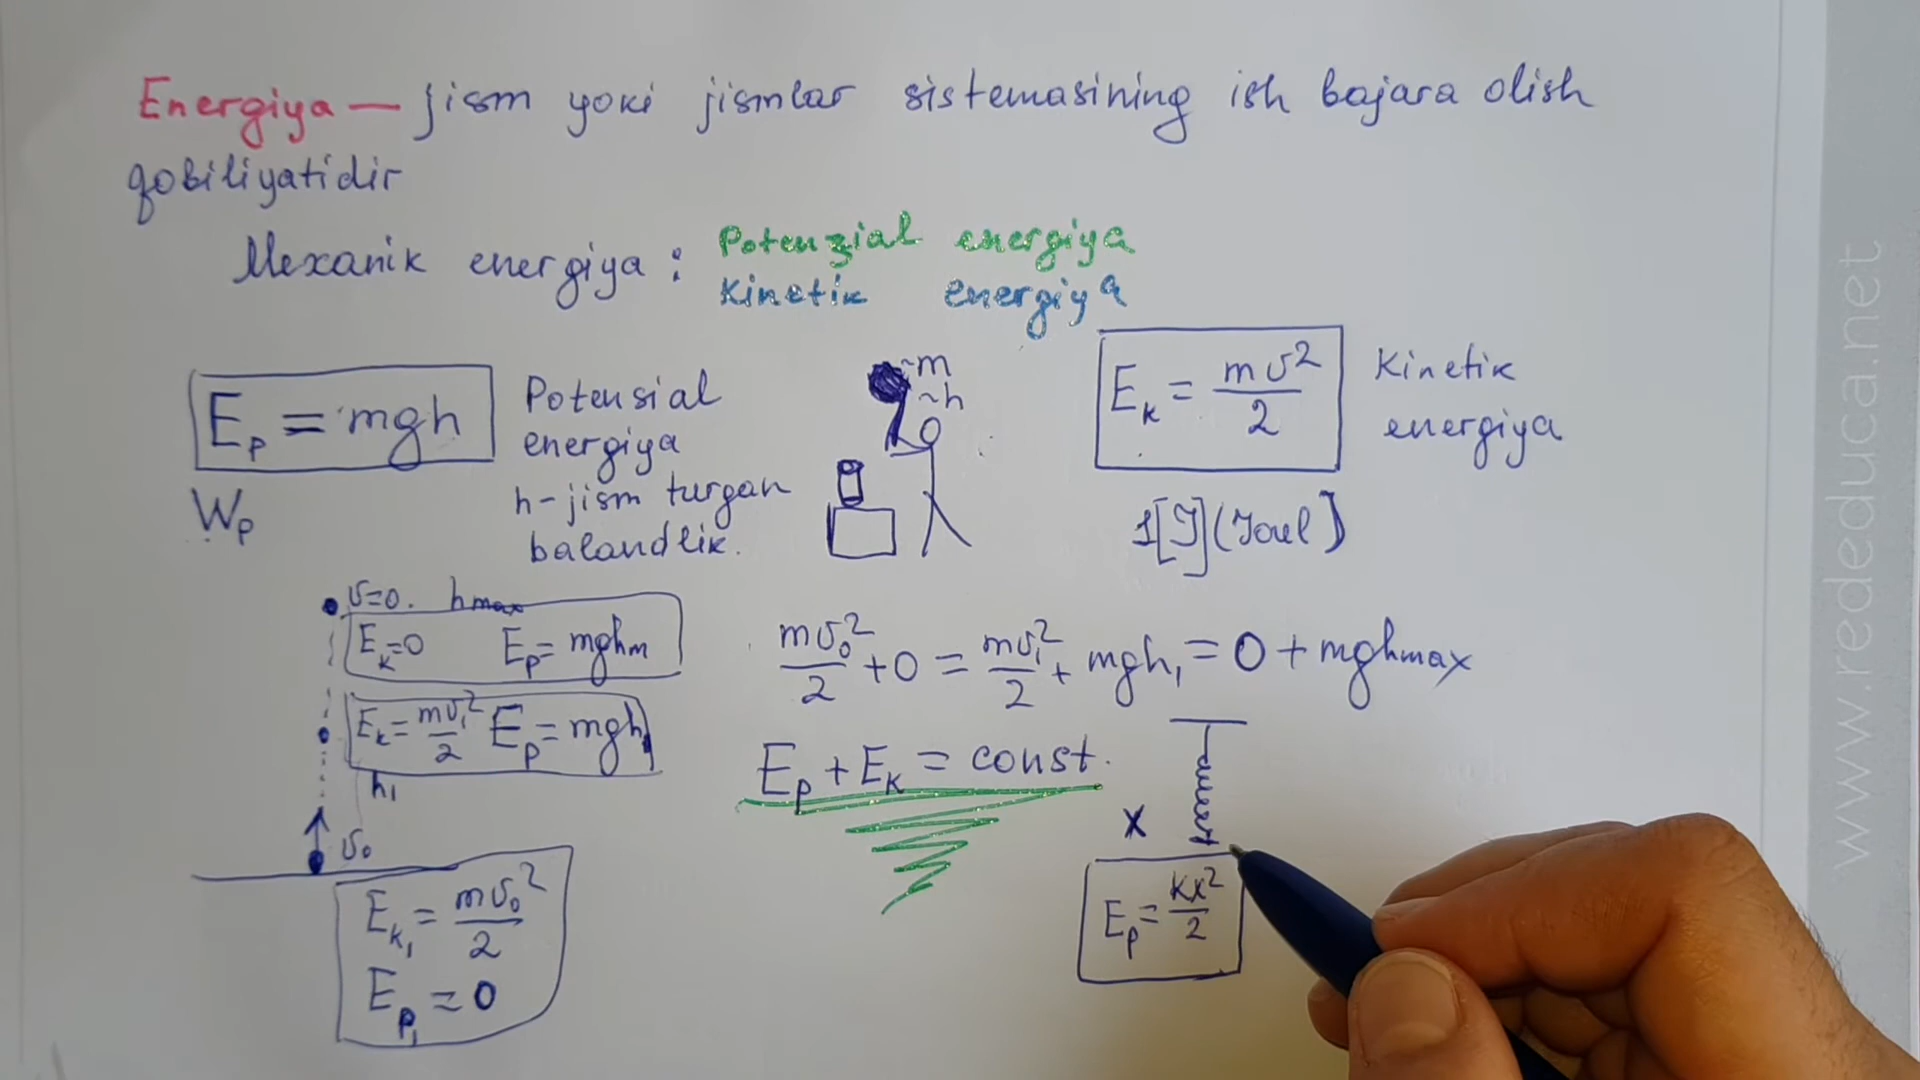 Energiya — jism yoki jismlar sistemasining ish bajara olish
qobiliyatidir
Mexanik energiya : Potenzial energiya
Kinetik energiya
Eₚ = mgh
Potensial
energiya
h-jism turgan
balandlik.
Wₚ
~m
~h
Eₖ = mυ²/2
Kinetik
energiya
1[J](Joul]
υ=0. hmax
Eₖ=0 Eₚ= mghm
Eₖ= mυ₁²/2 Eₚ= mgh₁
h₁
υ₀
Eₖ₁ = mυ₀²/2
Eₚ₁ = 0
mυ₀²/2 + 0 = mυ₁²/2 + mgh₁ = 0 + mghmax
Eₚ + Eₖ = const.
x
Eₚ = kx²/2
www.rededuca.net